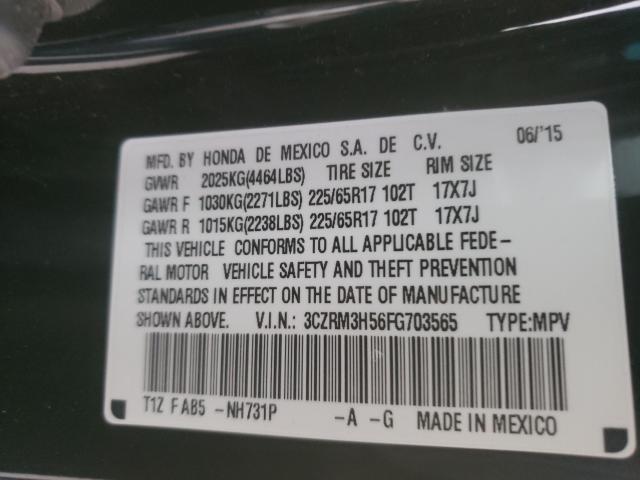 MFD. BY HONDA DE MEXICO S.A. DE C.V. 06/'15
GVWR 2025KG(4464LBS) TIRE SIZE RIM SIZE
GAWR F 1030KG(2271LBS) 225/65R17 102T 17X7J
GAWR R 1015KG(2238LBS) 225/65R17 102T 17X7J
THIS VEHICLE CONFORMS TO ALL APPLICABLE FEDE-
RAL MOTOR VEHICLE SAFETY AND THEFT PREVENTION
STANDARDS IN EFFECT ON THE DATE OF MANUFACTURE
SHOWN ABOVE. V.I.N.: 3CZRM3H56FG703565 TYPE:MPV
T1Z F AB5 -NH731P -A -G MADE IN MEXICO